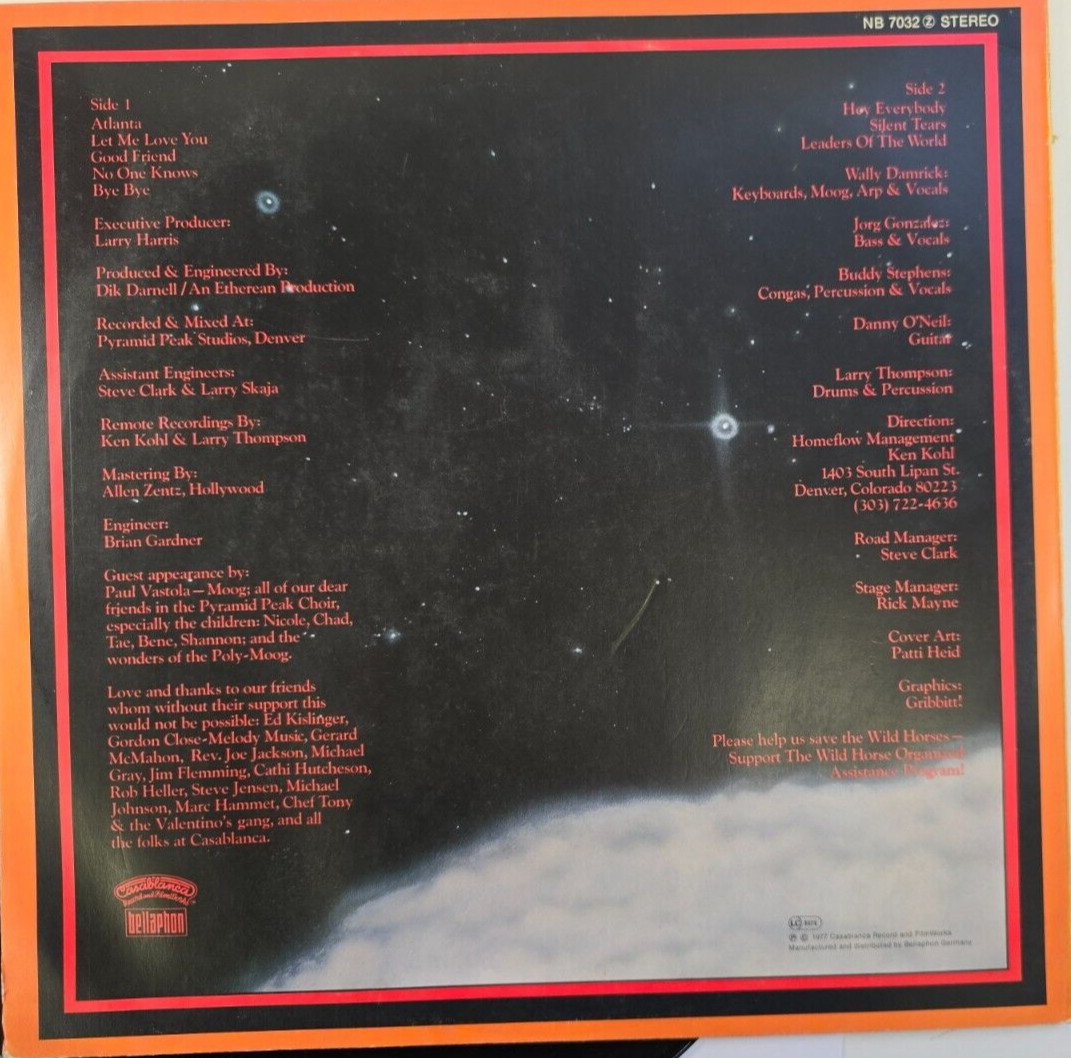 NB 7032 Ⓩ STEREO
Side 1
Atlanta
Let Me Love You
Good Friend
No One Knows
Bye Bye
Executive Producer:
Larry Harris
Produced & Engineered By:
Dik Darnell/An Etherean Production
Recorded & Mixed At:
Pyramid Peak Studios, Denver
Assistant Engineers:
Steve Clark & Larry Skaja
Remote Recordings By:
Ken Kohl & Larry Thompson
Mastering By:
Allen Zentz, Hollywood
Engineer:
Brian Gardner
Guest appearance by:
Paul Vastola—Moog; all of our dear
friends in the Pyramid Peak Choir,
especially the children: Nicole, Chad,
Tae, Bene, Shannon; and the
wonders of the Poly-Moog.
Love and thanks to our friends
whom without their support this
would not be possible: Ed Kislinger,
Gordon Close-Melody Music, Gerard
McMahon, Rev. Joe Jackson, Michael
Gray, Jim Flemming, Cathi Hutcheson,
Rob Heller, Steve Jensen, Michael
Johnson, Marc Hammet, Chef Tony
& the Valentino's gang, and all
the folks at Casablanca.
Casablanca
Record and FilmWorks
bellaphon
Side 2
Hey Everybody
Silent Tears
Leaders Of The World
Wally Damrick:
Keyboards, Moog, Arp & Vocals
Jorg Gonzalez:
Bass & Vocals
Buddy Stephens:
Congas, Percussion & Vocals
Danny O'Neil:
Guitar
Larry Thompson:
Drums & Percussion
Direction:
Homeflow Management
Ken Kohl
1403 South Lipan St.
Denver, Colorado 80223
(303) 722-4636
Road Manager:
Steve Clark
Stage Manager:
Rick Mayne
Cover Art:
Patti Heid
Graphics:
Gribbitt!
Please help us save the Wild Horses—
Support The Wild Horse Organized
Assistance Program!
LC
℗ © 1977 Casablanca Record and FilmWorks
Manufactured and distributed by Bellaphon Germany